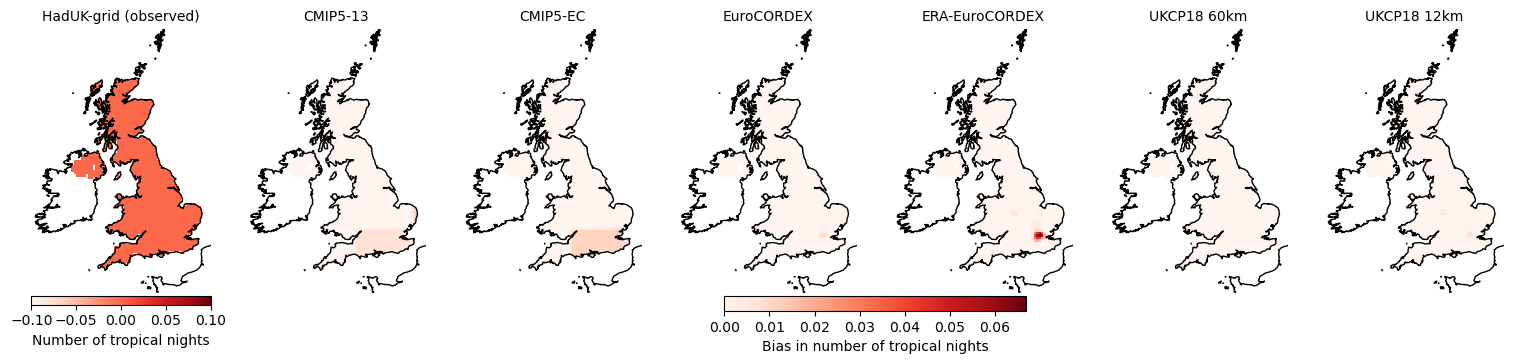 HadUK-grid (observed)
CMIP5-13
CMIP5-EC
EuroCORDEX
ERA-EuroCORDEX
UKCP18 60km
UKCP18 12km
−0.10 −0.05 0.00 0.05 0.10
Number of tropical nights
0.00 0.01 0.02 0.03 0.04 0.05 0.06
Bias in number of tropical nights